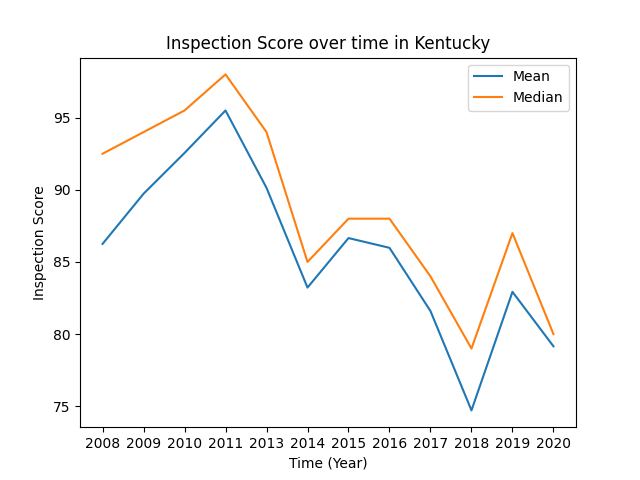 Inspection Score over time in Kentucky
Mean
Median
95
90
85
80
75
Inspection Score
2008 2009 2010 2011 2013 2014 2015 2016 2017 2018 2019 2020
Time (Year)